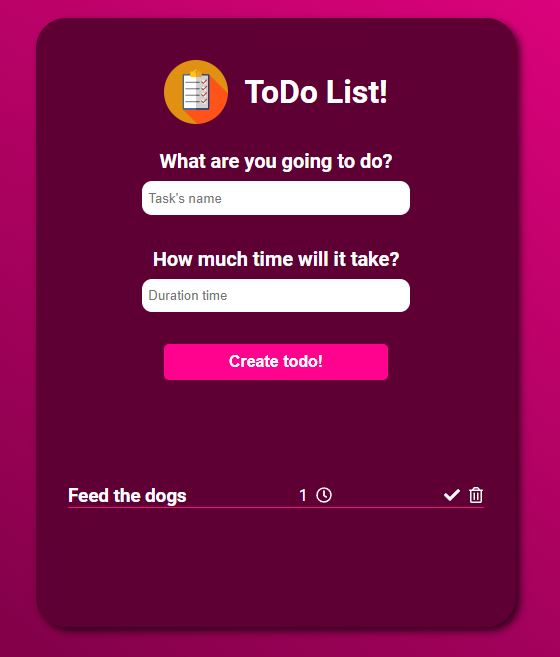 ToDo List!
What are you going to do?
Task's name
How much time will it take?
Duration time
Create todo!
Feed the dogs 1